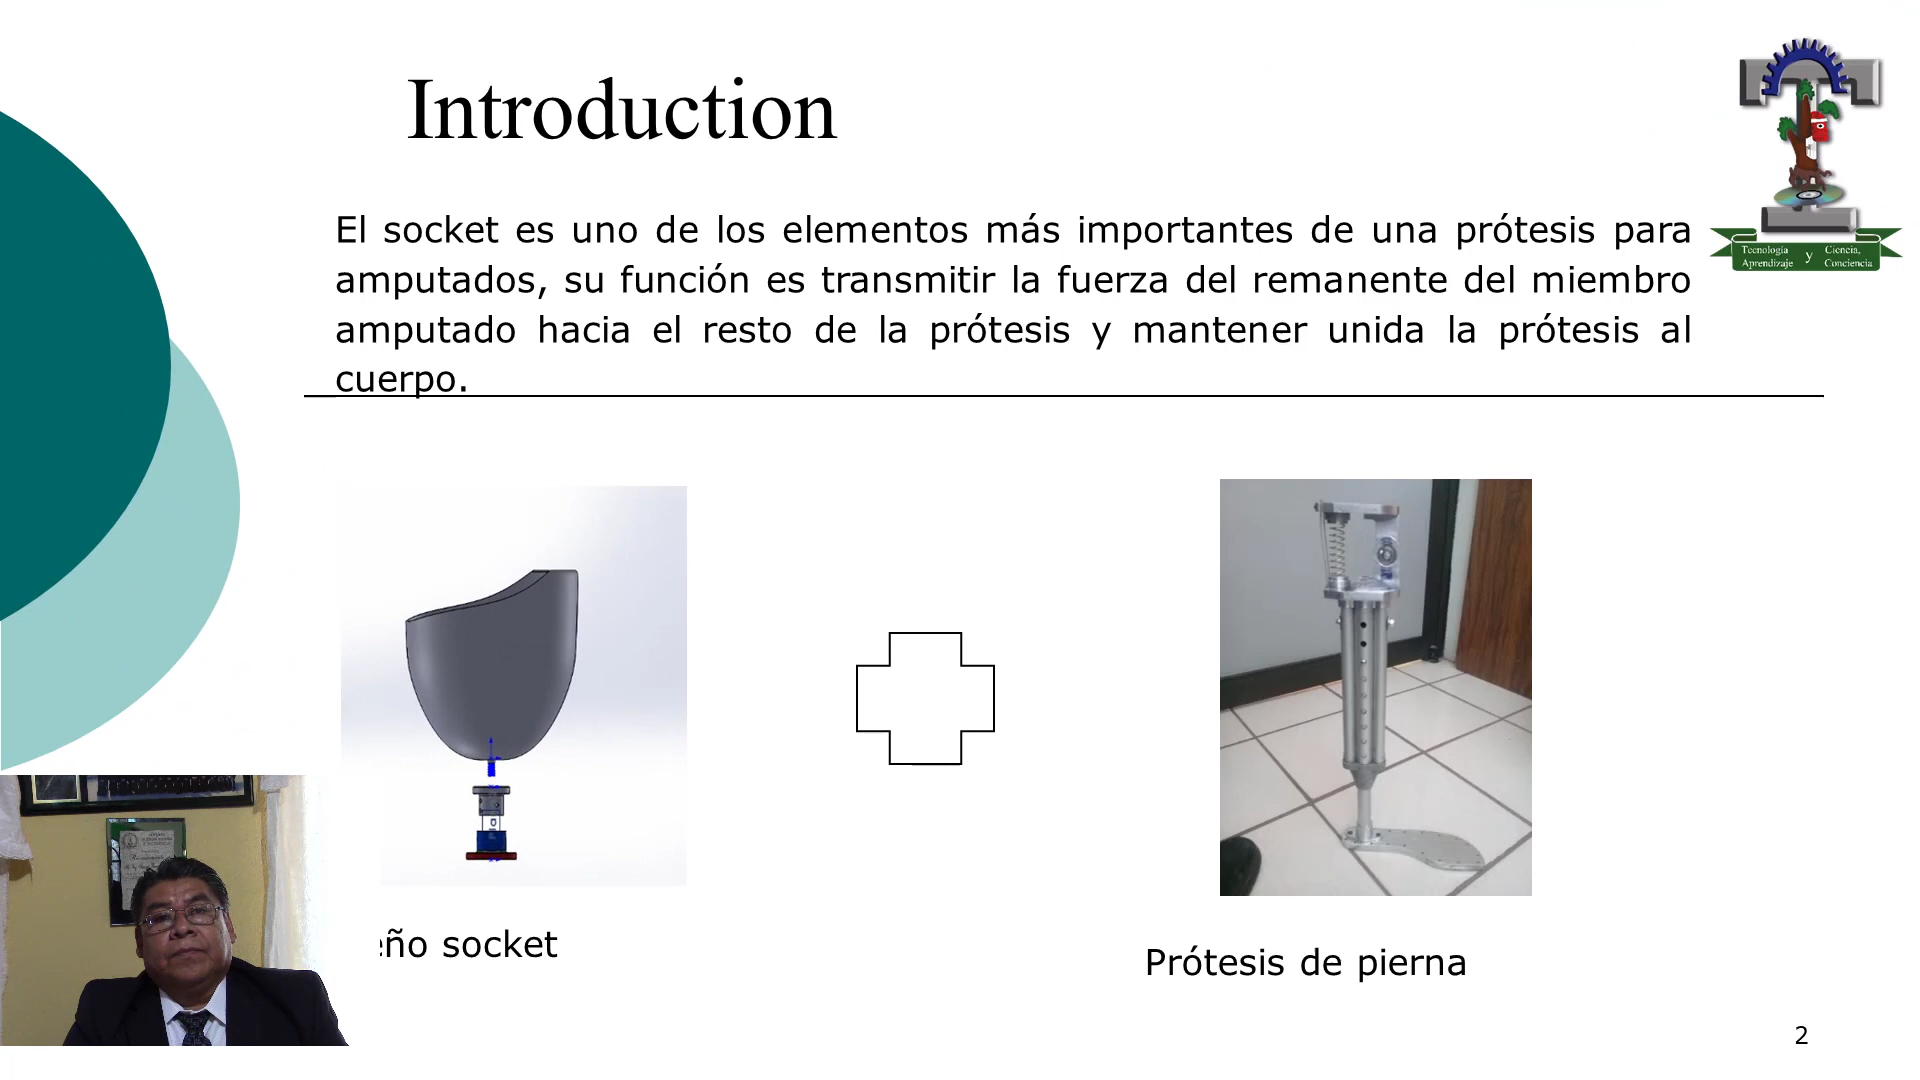 Introduction
El socket es uno de los elementos más importantes de una prótesis para
amputados, su función es transmitir la fuerza del remanente del miembro
amputado hacia el resto de la prótesis y mantener unida la prótesis al
cuerpo.
Tecnología y Ciencia,
Aprendizaje Conciencia
eño socket
Prótesis de pierna
2